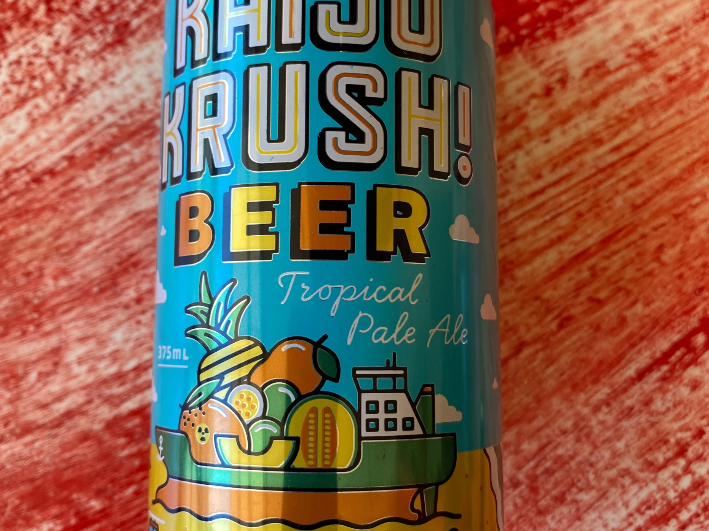 KAIJU
KRUSH!
BEER
Tropical
Pale Ale
375mL